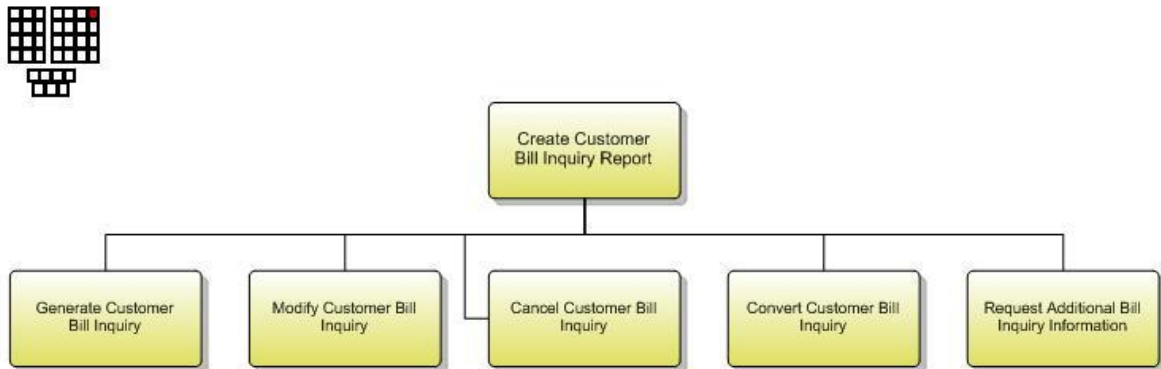 Create Customer
Bill Inquiry Report
Generate Customer
Bill Inquiry
Modify Customer Bill
Inquiry
Cancel Customer Bill
Inquiry
Convert Customer Bill
Inquiry
Request Additional Bill
Inquiry Information